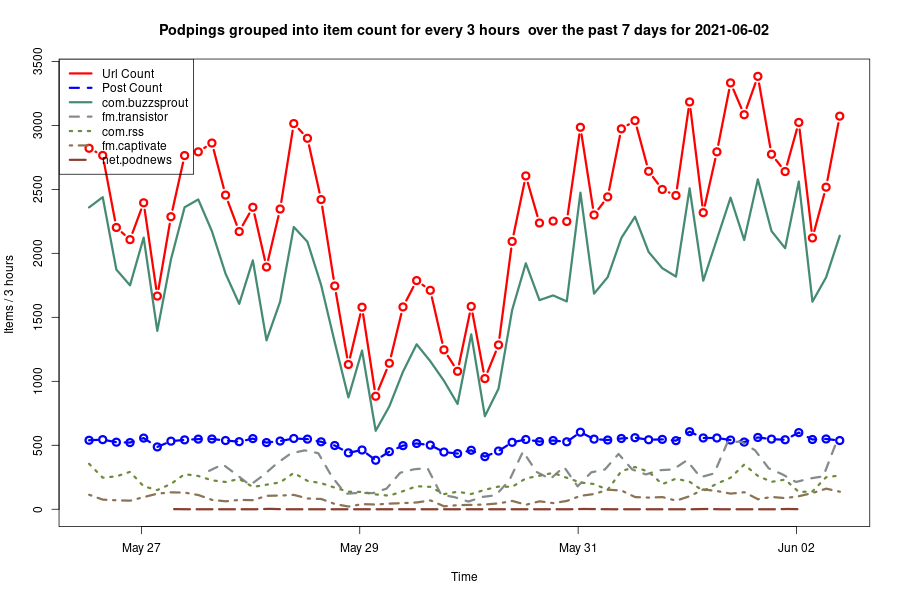 Podpings grouped into item count for every 3 hours  over the past 7 days for 2021-06-02
Items / 3 hours
3500
3000
2500
2000
1500
1000
500
0
Url Count
Post Count
com.buzzsprout
fm.transistor
com.rss
fm.captivate
net.podnews
May 27
May 29
May 31
Jun 02
Time